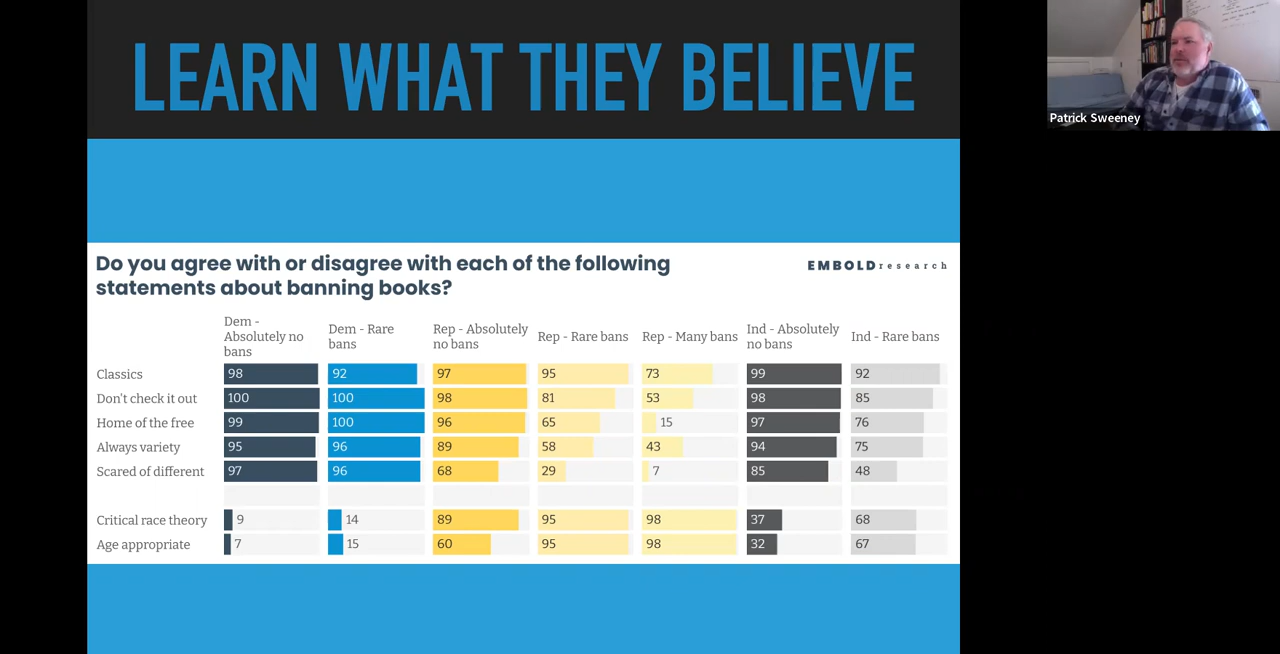 LEARN WHAT THEY BELIEVE
Patrick Sweeney
Do you agree with or disagree with each of the following
statements about banning books?
EMBOLD research
Dem -
Absolutely no
bans
Dem - Rare
bans
Rep - Absolutely
no bans
Rep - Rare bans
Rep - Many bans
Ind - Absolutely
no bans
Ind - Rare bans
Classics 98 92 97 95 73 99 92
Don't check it out 100 100 98 81 53 98 85
Home of the free 99 100 96 65 15 97 76
Always variety 95 96 89 58 43 94 75
Scared of different 97 96 68 29 7 85 48
Critical race theory 9 14 89 95 98 37 68
Age appropriate 7 15 60 95 98 32 67